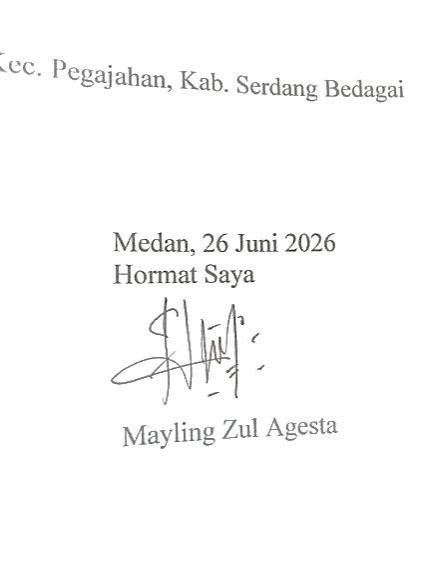 Kec. Pegajahan, Kab. Serdang Bedagai
Medan, 26 Juni 2026
Hormat Saya
Mayling Zul Agesta